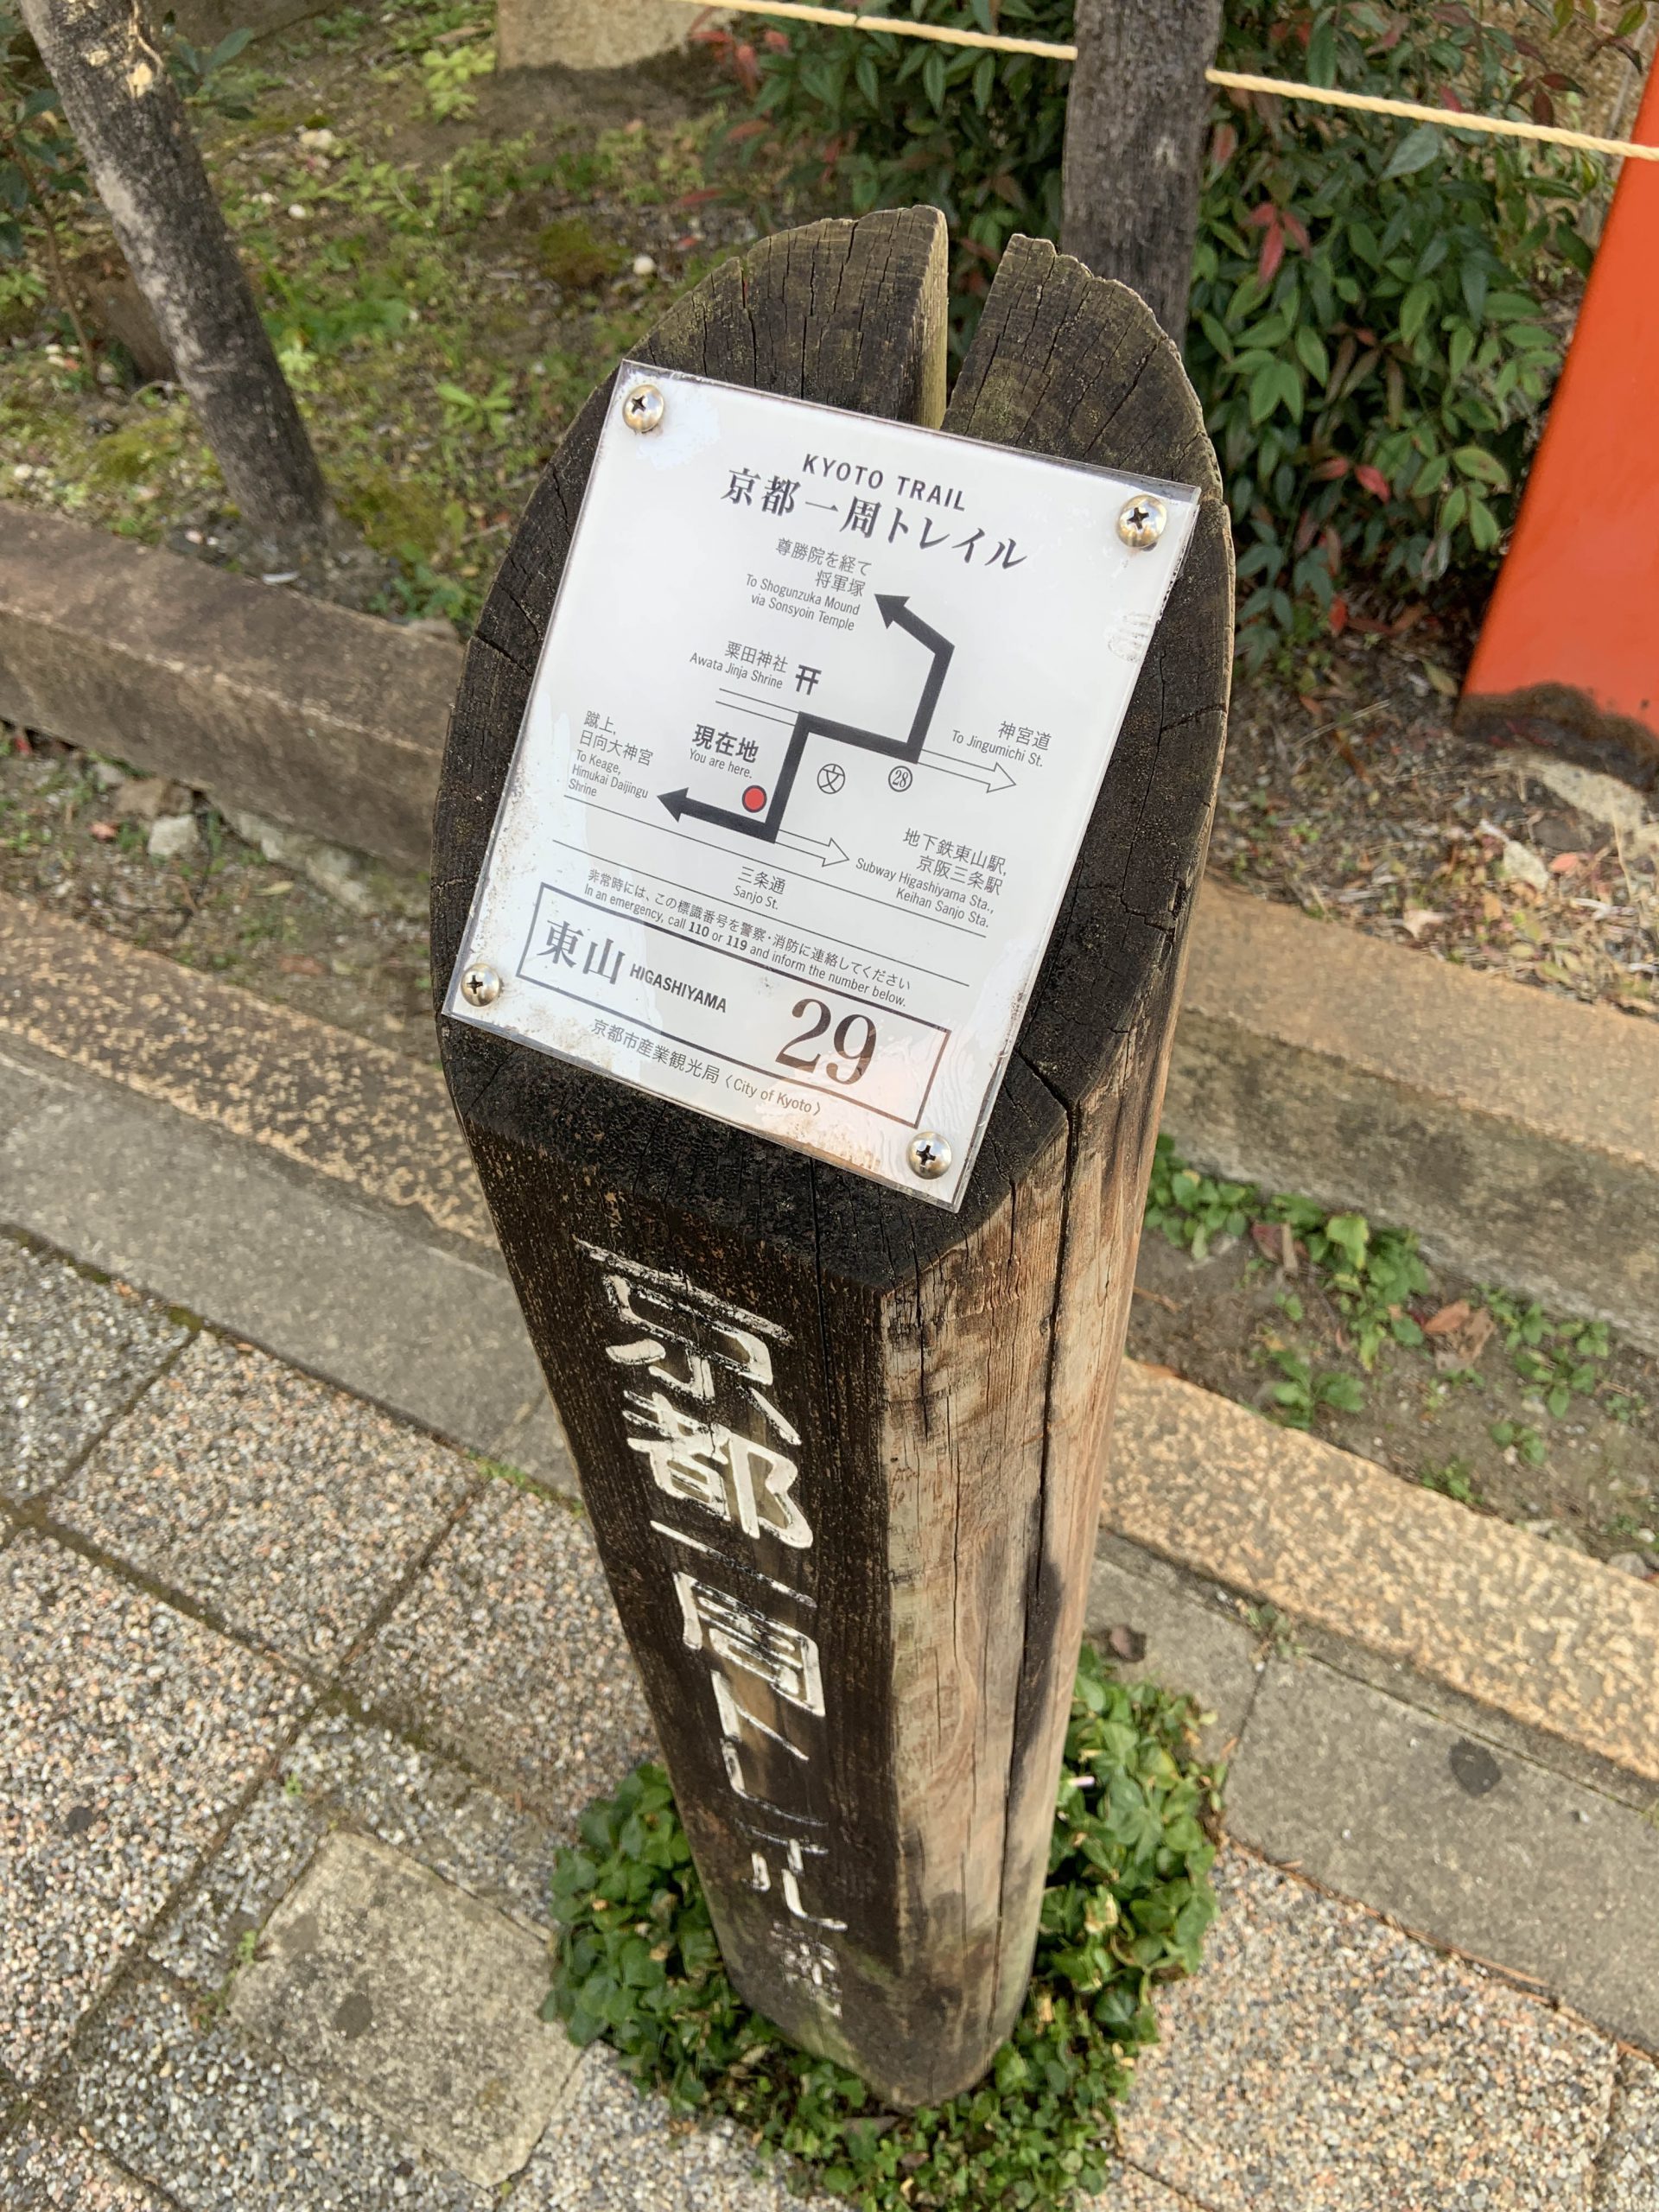 KYOTO TRAIL
京都一周トレイル
尊勝院を経て
将軍塚
To Shogunzuka Mound
via Sonsyoin Temple
粟田神社
Awata Jinja Shrine
神宮道
To Jingumichi St.
蹴上,
日向大神宮
To Keage,
Himukai Daijingu
Shrine
現在地
You are here.
文
28
地下鉄東山駅,
京阪三条駅
Subway Higashiyama Sta.,
Keihan Sanjo Sta.
三条通
Sanjo St.
非常時には、この標識番号を警察・消防に連絡してください
In an emergency, call 110 or 119 and inform the number below.
東山 HIGASHIYAMA 29
京都市産業観光局〈City of Kyoto〉
京都一周トレイル